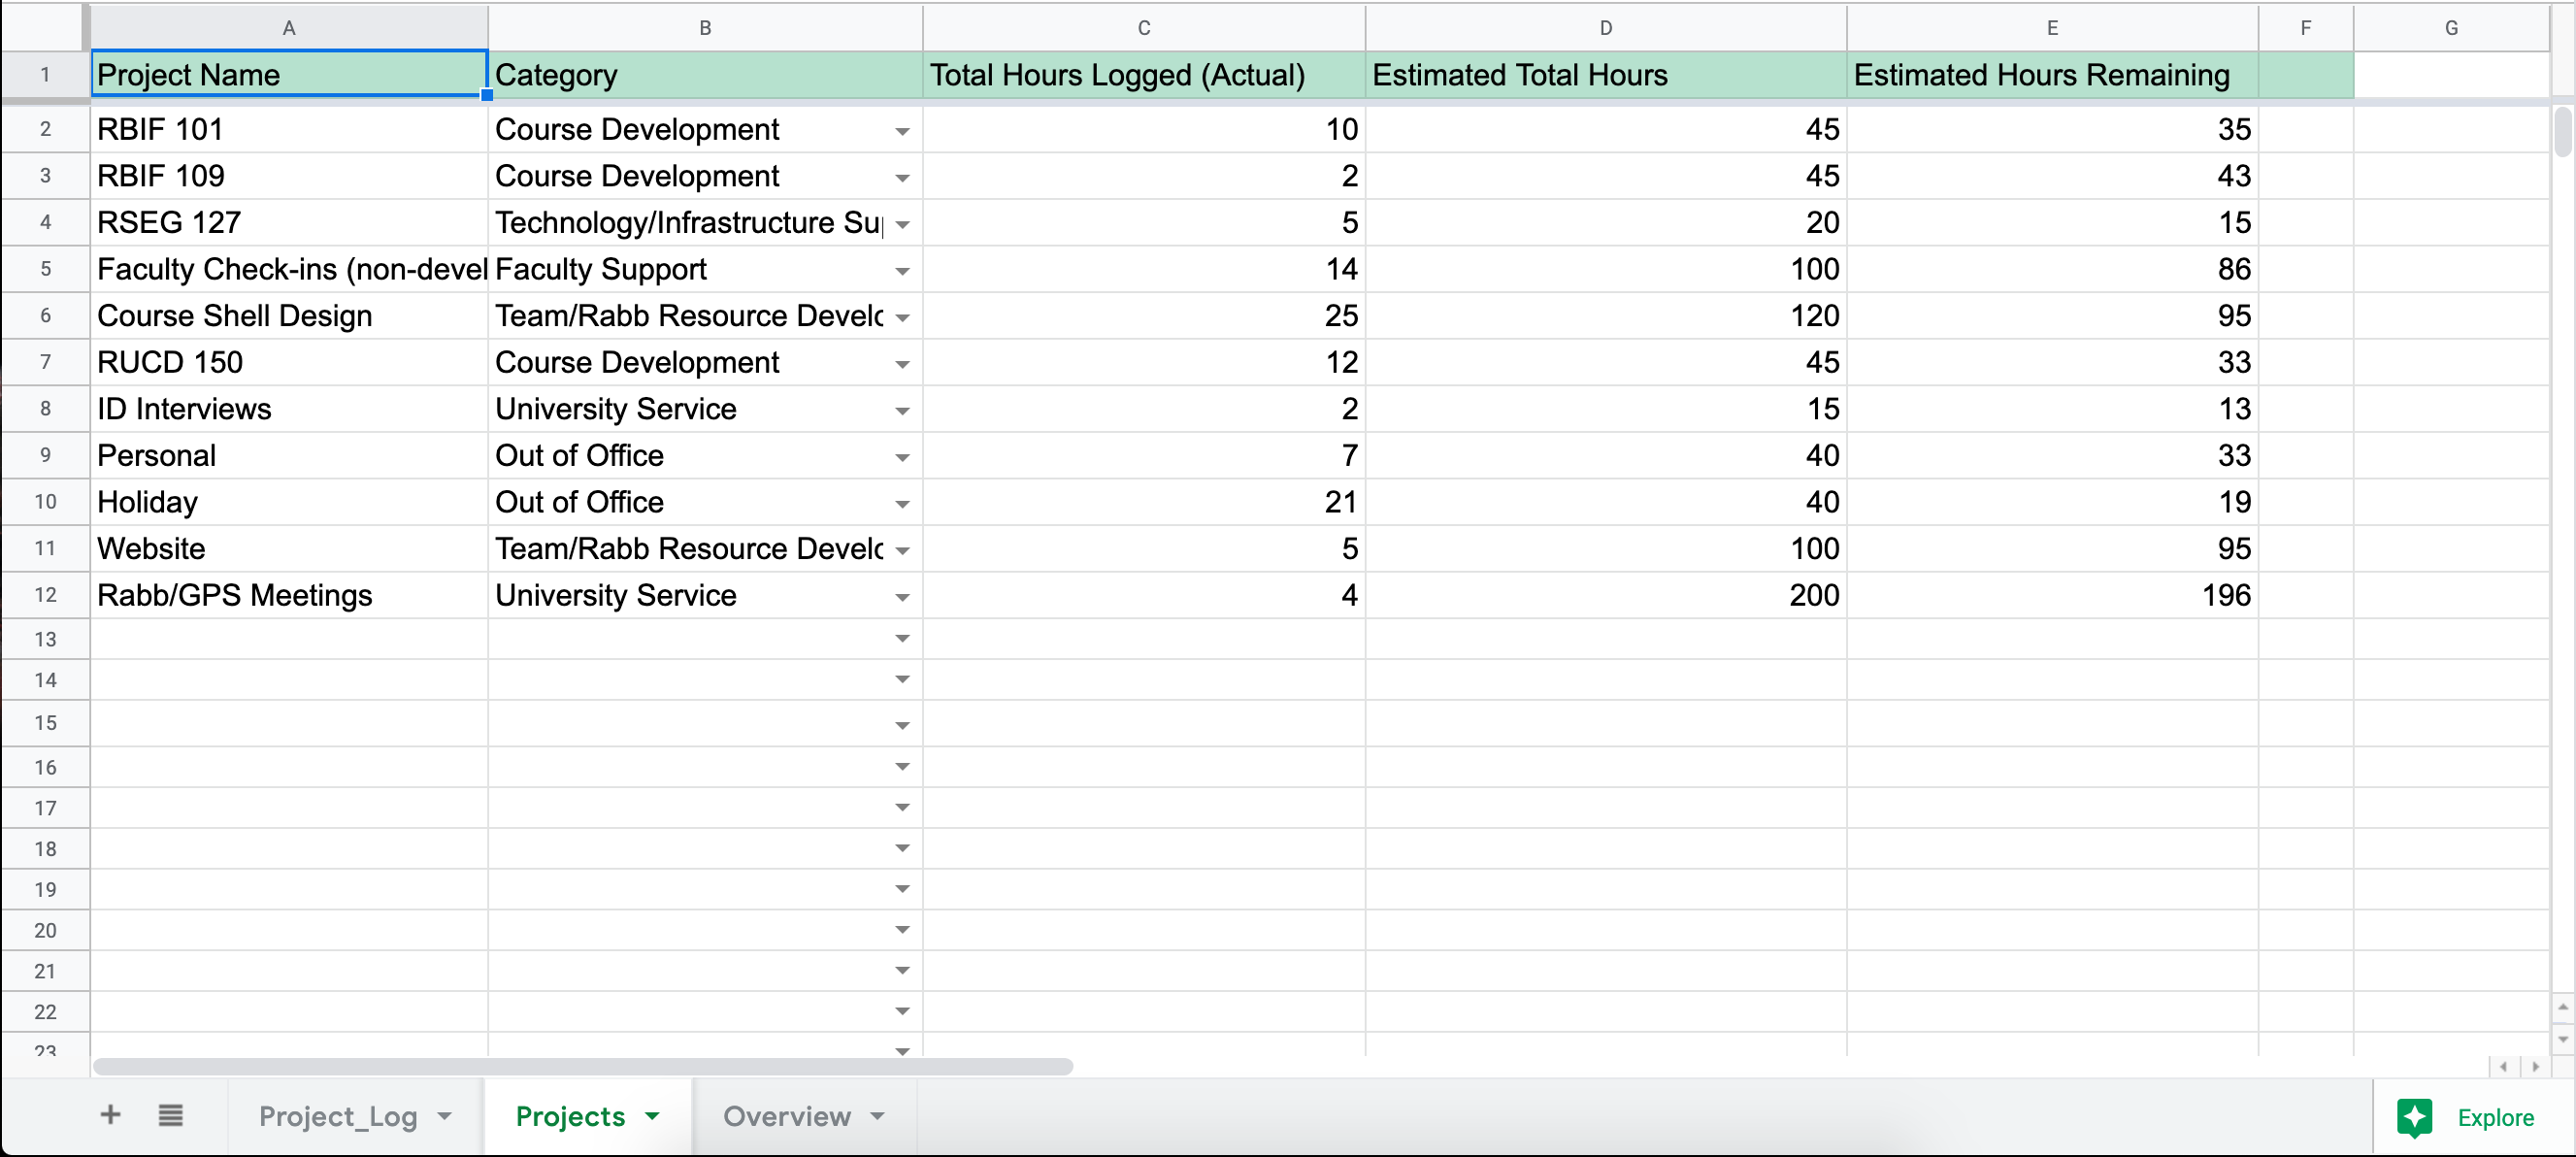 A B C D E F G
1 Project Name Category Total Hours Logged (Actual) Estimated Total Hours Estimated Hours Remaining
2 RBIF 101 Course Development 10 45 35
3 RBIF 109 Course Development 2 45 43
4 RSEG 127 Technology/Infrastructure Su 5 20 15
5 Faculty Check-ins (non-devel Faculty Support 14 100 86
6 Course Shell Design Team/Rabb Resource Develo 25 120 95
7 RUCD 150 Course Development 12 45 33
8 ID Interviews University Service 2 15 13
9 Personal Out of Office 7 40 33
10 Holiday Out of Office 21 40 19
11 Website Team/Rabb Resource Develo 5 100 95
12 Rabb/GPS Meetings University Service 4 200 196
13
14
15
16
17
18
19
20
21
22
23
Project_Log Projects Overview Explore